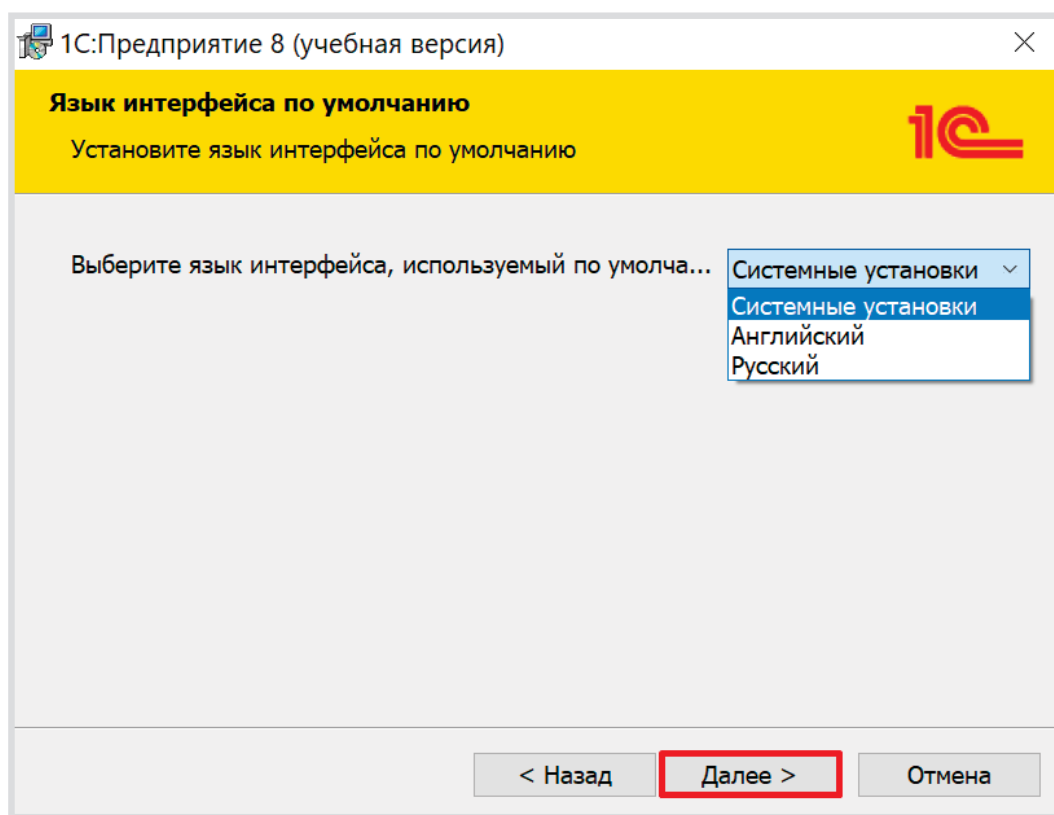 1С:Предприятие 8 (учебная версия)
Язык интерфейса по умолчанию
Установите язык интерфейса по умолчанию
1С
Выберите язык интерфейса, используемый по умолча... Системные установки
Системные установки
Английский
Русский
< Назад Далее > Отмена